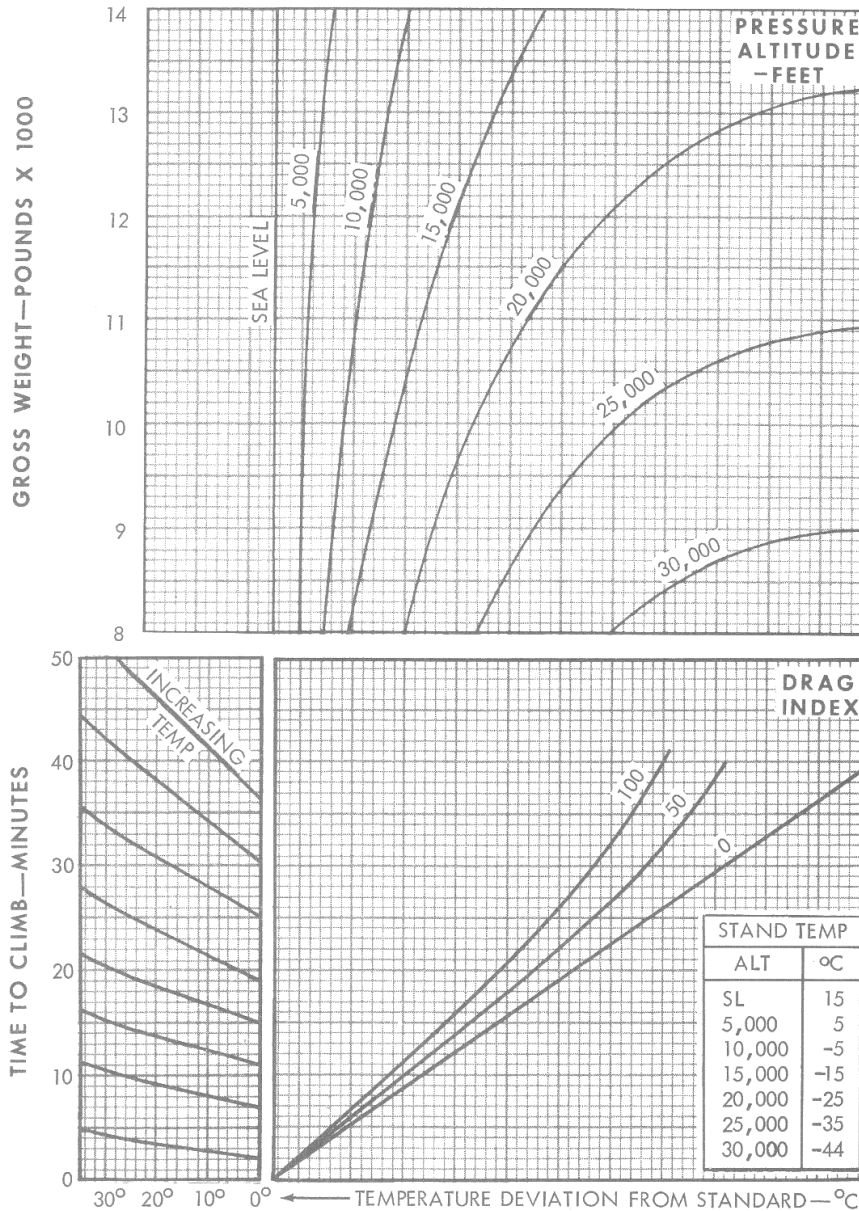 PRESSURE
ALTITUDE
—FEET
GROSS WEIGHT—POUNDS X 1000
14
13
12
11
10
9
8
SEA LEVEL
5,000
10,000
15,000
20,000
25,000
30,000
DRAG
INDEX
TIME TO CLIMB—MINUTES
50
40
30
20
10
0
INCREASING
TEMP
100
50
0
STAND TEMP
ALT °C
SL 15
5,000 5
10,000 -5
15,000 -15
20,000 -25
25,000 -35
30,000 -44
30° 20° 10° 0°
TEMPERATURE DEVIATION FROM STANDARD—°C